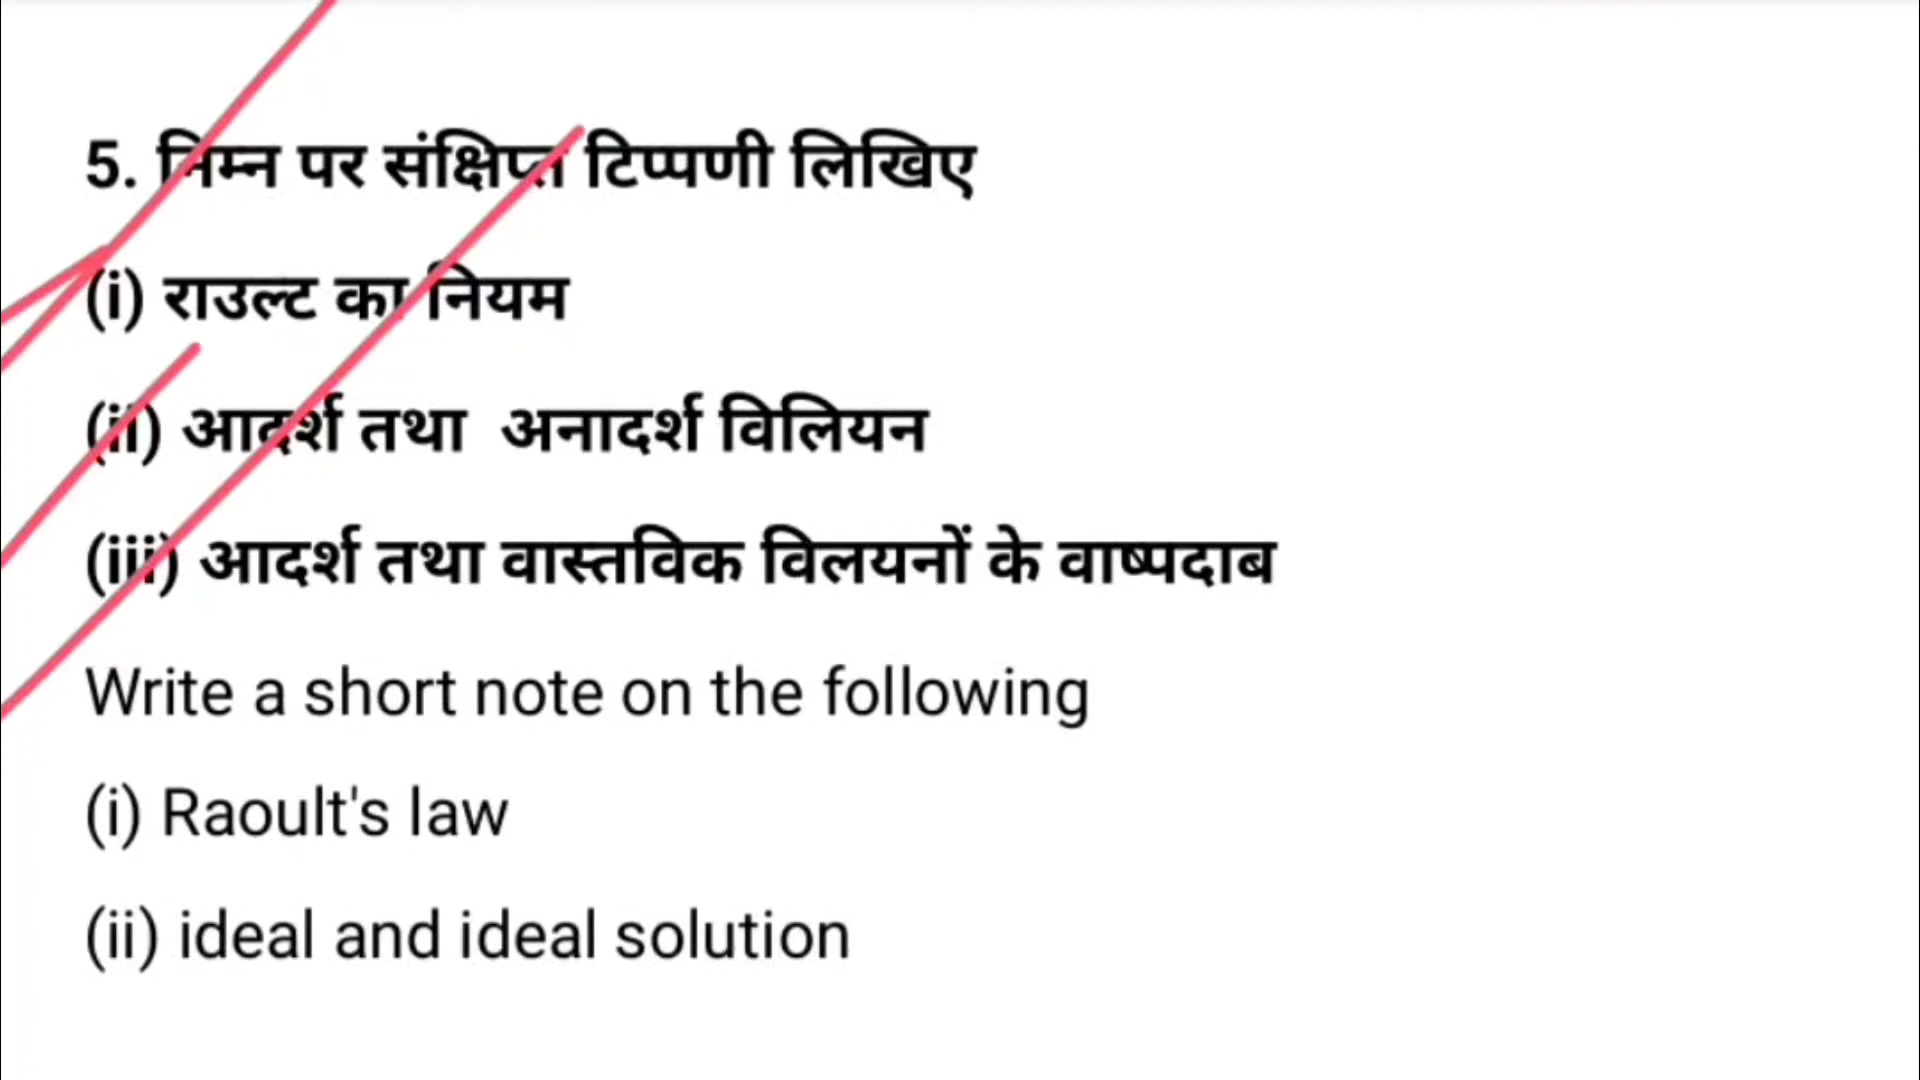 5. निम्न पर संक्षिप्त टिप्पणी लिखिए
(i) राउल्ट का नियम
(ii) आदर्श तथा अनादर्श विलियन
(iii) आदर्श तथा वास्तविक विलयनों के वाष्पदाब
Write a short note on the following
(i) Raoult's law
(ii) ideal and ideal solution